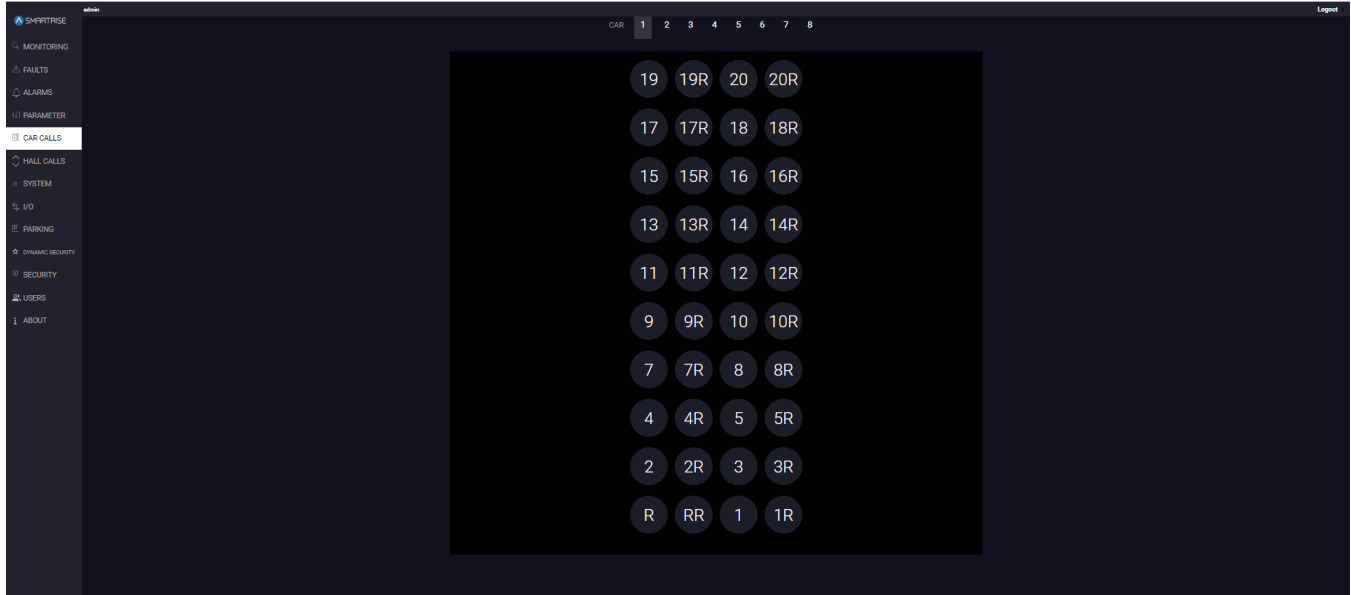 admin
Logout
SMARTRISE
CAR 1 2 3 4 5 6 7 8
MONITORING
FAULTS
ALARMS
PARAMETER
CAR CALLS
HALL CALLS
SYSTEM
I/O
PARKING
DYNAMIC SECURITY
SECURITY
USERS
ABOUT
19 19R 20 20R
17 17R 18 18R
15 15R 16 16R
13 13R 14 14R
11 11R 12 12R
9 9R 10 10R
7 7R 8 8R
4 4R 5 5R
2 2R 3 3R
R RR 1 1R